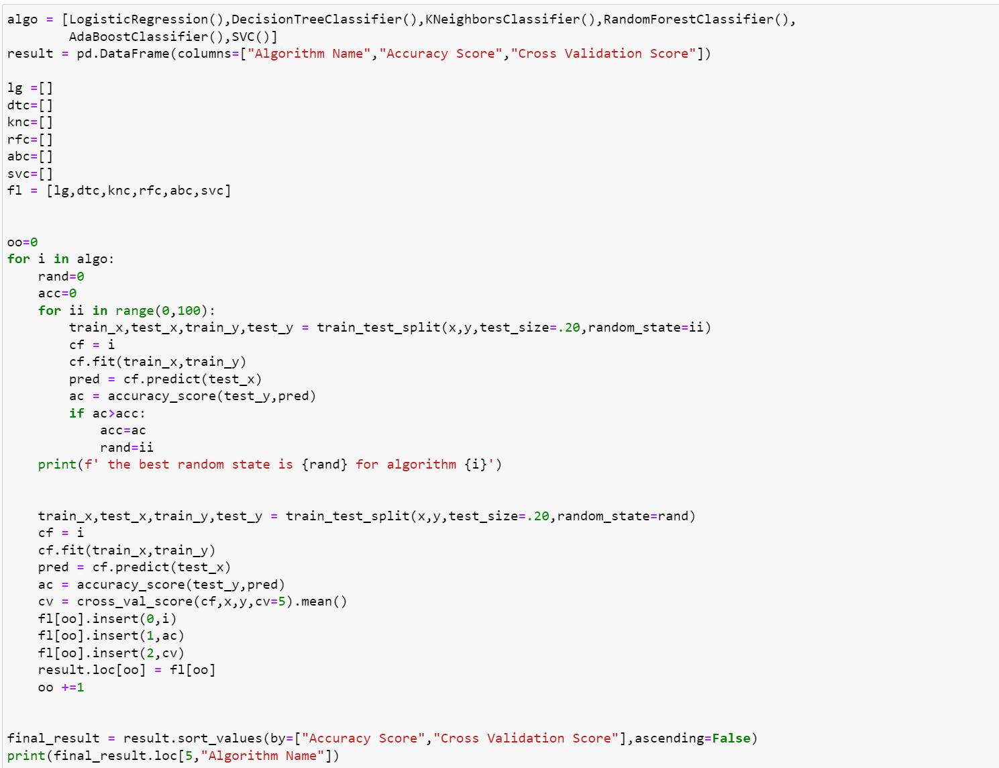 algo = [LogisticRegression(),DecisionTreeClassifier(),KNeighborsClassifier(),RandomForestClassifier(),
        AdaBoostClassifier(),SVC()]
result = pd.DataFrame(columns=["Algorithm Name","Accuracy Score","Cross Validation Score"])
lg =[]
dtc=[]
knc=[]
rfc=[]
abc=[]
svc=[]
fl = [lg,dtc,knc,rfc,abc,svc]
oo=0
for i in algo:
    rand=0
    acc=0
    for ii in range(0,100):
        train_x,test_x,train_y,test_y = train_test_split(x,y,test_size=.20,random_state=ii)
        cf = i
        cf.fit(train_x,train_y)
        pred = cf.predict(test_x)
        ac = accuracy_score(test_y,pred)
        if ac>acc:
            acc=ac
            rand=ii
    print(f' the best random state is {rand} for algorithm {i}')
    train_x,test_x,train_y,test_y = train_test_split(x,y,test_size=.20,random_state=rand)
    cf = i
    cf.fit(train_x,train_y)
    pred = cf.predict(test_x)
    ac = accuracy_score(test_y,pred)
    cv = cross_val_score(cf,x,y,cv=5).mean()
    fl[oo].insert(0,i)
    fl[oo].insert(1,ac)
    fl[oo].insert(2,cv)
    result.loc[oo] = fl[oo]
    oo +=1
final_result = result.sort_values(by=["Accuracy Score","Cross Validation Score"],ascending=False)
print(final_result.loc[5,"Algorithm Name"])